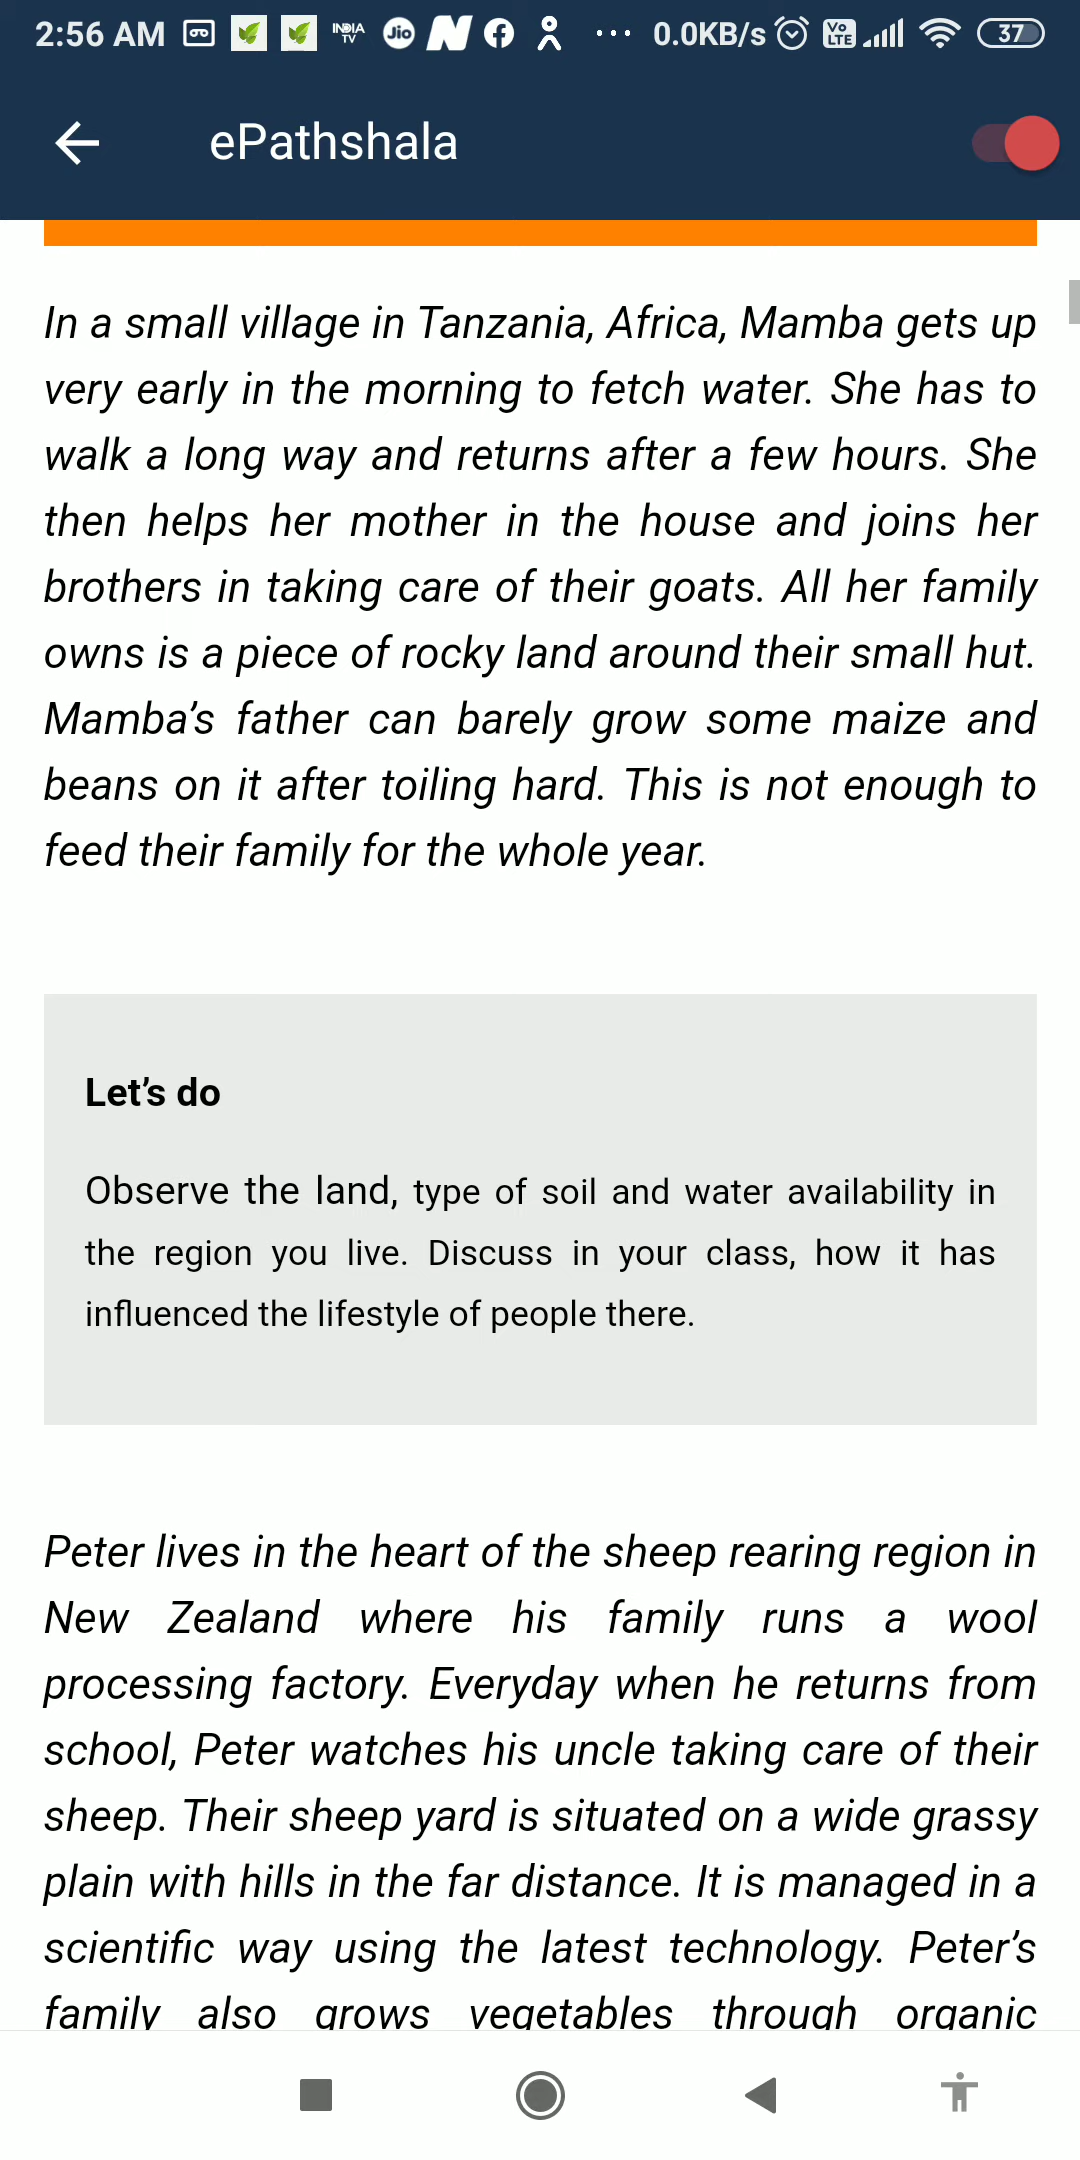 2:56 AM INDIA TV Jio N 0.0KB/s Vo LTE 37
ePathshala
In a small village in Tanzania, Africa, Mamba gets up
very early in the morning to fetch water. She has to
walk a long way and returns after a few hours. She
then helps her mother in the house and joins her
brothers in taking care of their goats. All her family
owns is a piece of rocky land around their small hut.
Mamba’s father can barely grow some maize and
beans on it after toiling hard. This is not enough to
feed their family for the whole year.
Let’s do
Observe the land, type of soil and water availability in
the region you live. Discuss in your class, how it has
influenced the lifestyle of people there.
Peter lives in the heart of the sheep rearing region in
New Zealand where his family runs a wool
processing factory. Everyday when he returns from
school, Peter watches his uncle taking care of their
sheep. Their sheep yard is situated on a wide grassy
plain with hills in the far distance. It is managed in a
scientific way using the latest technology. Peter’s
family also grows vegetables through organic